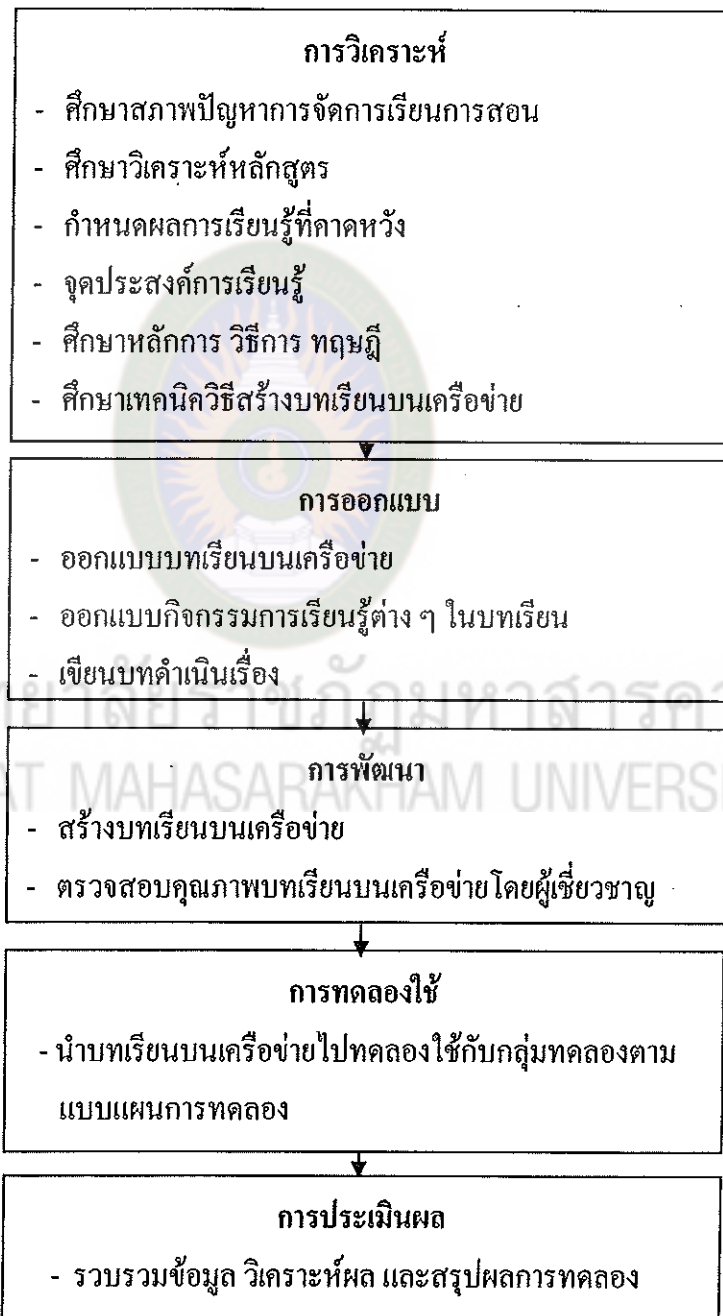 การวิเคราะห์
- ศึกษาสภาพปัญหาการจัดการเรียนการสอน
- ศึกษาวิเคราะห์หลักสูตร
- กำหนดผลการเรียนรู้ที่คาดหวัง
- จุดประสงค์การเรียนรู้
- ศึกษาหลักการ วิธีการ ทฤษฎี
- ศึกษาเทคนิควิธีสร้างบทเรียนบนเครือข่าย
การออกแบบ
- ออกแบบบทเรียนบนเครือข่าย
- ออกแบบกิจกรรมการเรียนรู้ต่าง ๆ ในบทเรียน
- เขียนบทดำเนินเรื่อง
ยาลัยราชภัฏมหาสารคา
การพัฒนา
AT MAHASARAKHAM UNIVERS
- สร้างบทเรียนบนเครือข่าย
- ตรวจสอบคุณภาพบทเรียนบนเครือข่ายโดยผู้เชี่ยวชาญ
การทดลองใช้
- นำบทเรียนบนเครือข่ายไปทดลองใช้กับกลุ่มทดลองตาม
แบบแผนการทดลอง
การประเมินผล
- รวบรวมข้อมูล วิเคราะห์ผล และสรุปผลการทดลอง